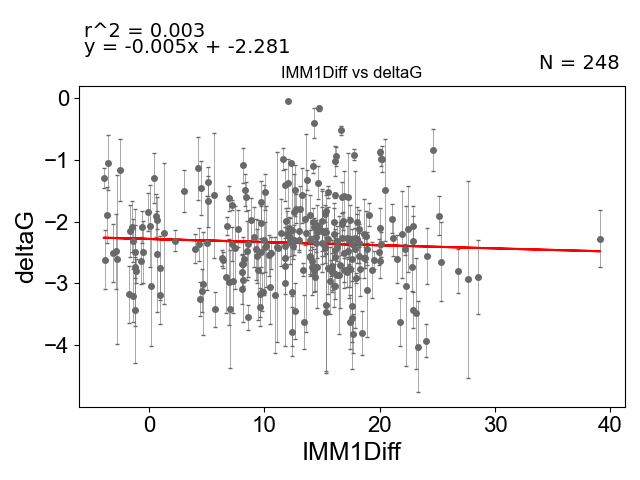 r^2 = 0.003
y = -0.005x + -2.281
N = 248
IMM1Diff vs deltaG
deltaG
0
−1
−2
−3
−4
0
10
20
30
40
IMM1Diff